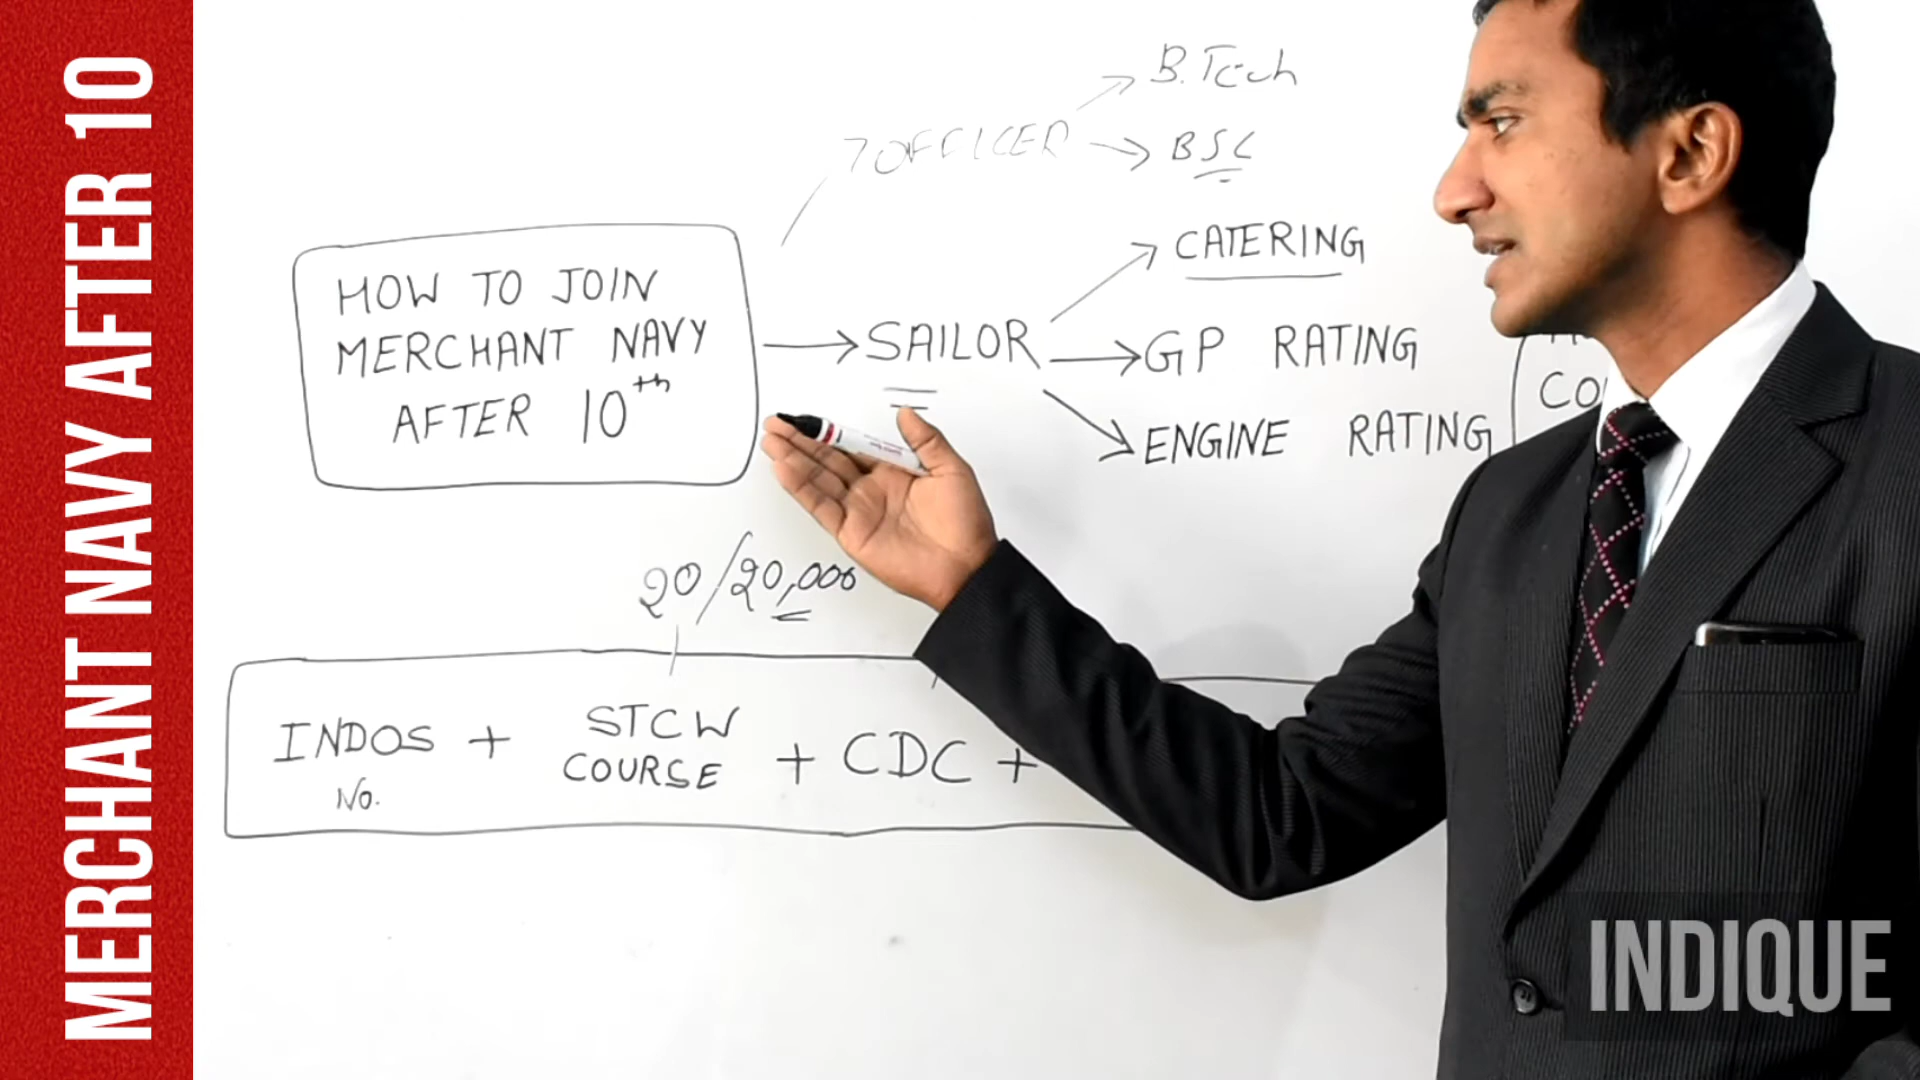 MERCHANT NAVY AFTER 10
B.Tech
OFFICER
BSC
CATERING
HOW TO JOIN
MERCHANT NAVY
AFTER 10th
SAILOR
GP RATING
ENGINE RATING
CO
20/20,000
INDOS
No.
+
STCW
COURSE
+ CDC +
INDIQUE